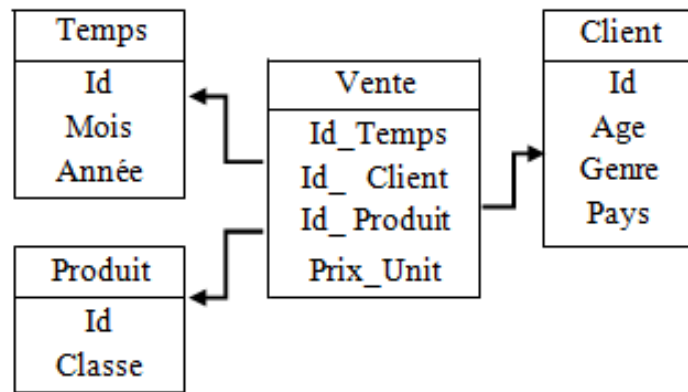 Temps
Id
Mois
Année
Vente
Id_Temps
Id_ Client
Id_ Produit
Prix_Unit
Client
Id
Age
Genre
Pays
Produit
Id
Classe